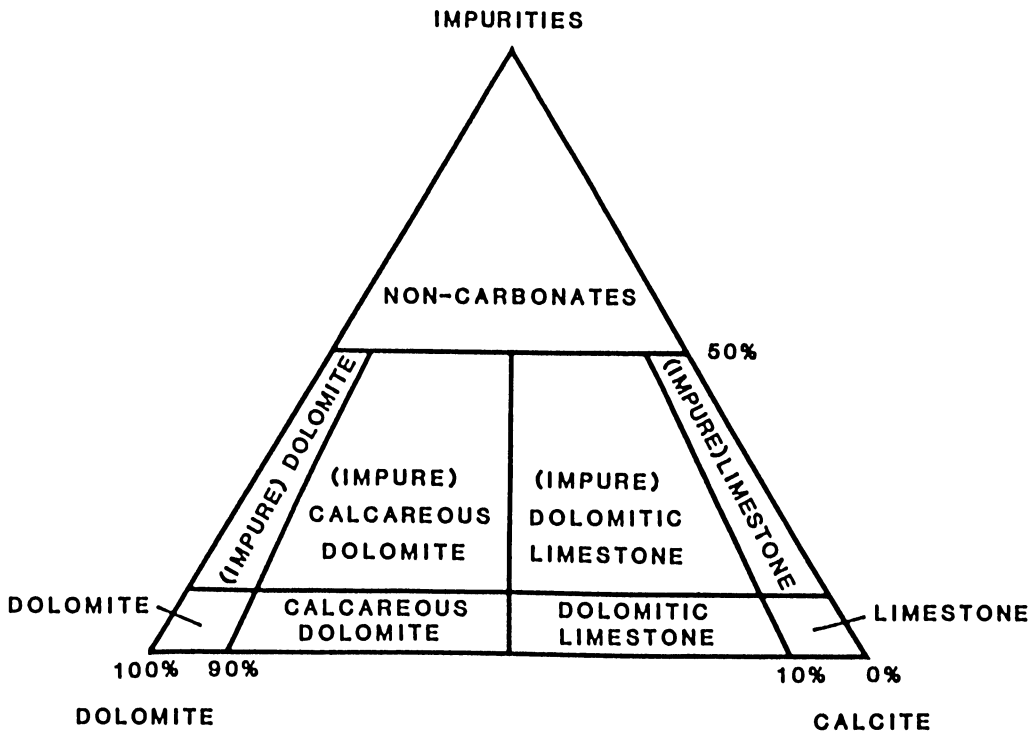 IMPURITIES
NON-CARBONATES
50%
(IMPURE) DOLOMITE
(IMPURE)
CALCAREOUS
DOLOMITE
(IMPURE)
DOLOMITIC
LIMESTONE
(IMPURE) LIMESTONE
DOLOMITE
CALCAREOUS
DOLOMITE
DOLOMITIC
LIMESTONE
LIMESTONE
100%
90%
10%
0%
DOLOMITE
CALCITE